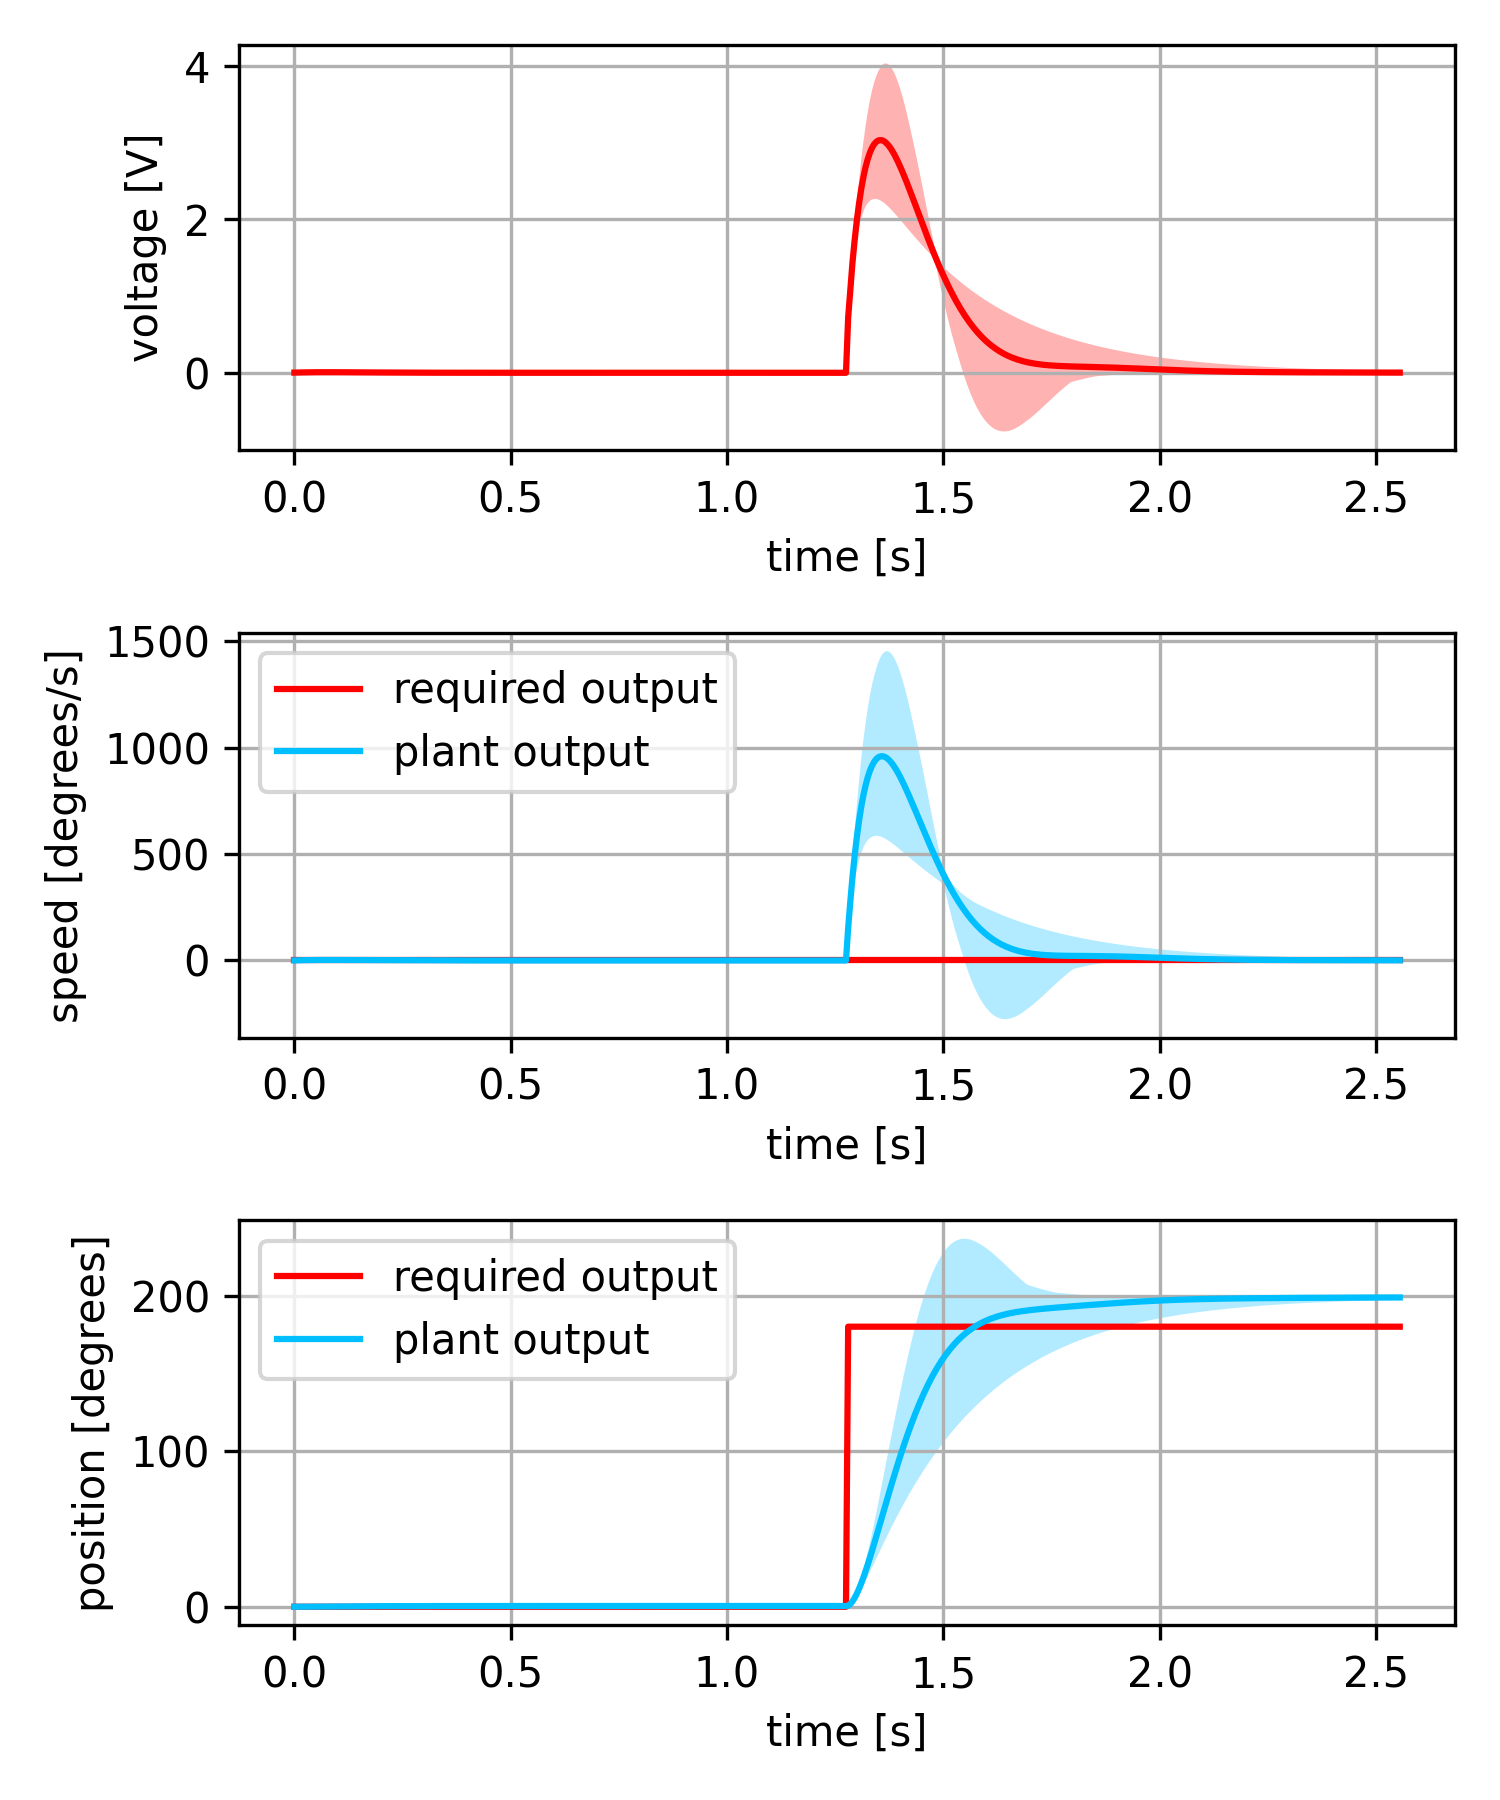 4
2
0
voltage [V]
0.0 0.5 1.0 1.5 2.0 2.5
time [s]
1500
1000
500
0
speed [degrees/s]
required output
plant output
0.0 0.5 1.0 1.5 2.0 2.5
time [s]
200
100
0
position [degrees]
required output
plant output
0.0 0.5 1.0 1.5 2.0 2.5
time [s]